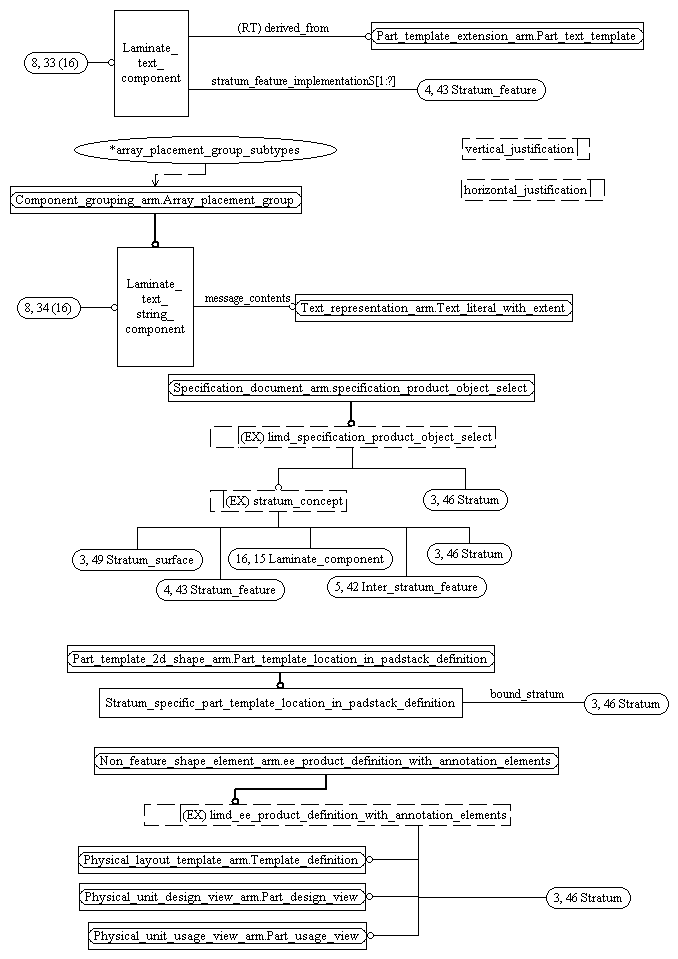 (RT) derived_from
Part_template_extension_arm.Part_text_template
Laminate_
text_
component
8, 33 (16)
stratum_feature_implementationS[1:?]
4, 43 Stratum_feature
*array_placement_group_subtypes
vertical_justification
horizontal_justification
Component_grouping_arm.Array_placement_group
Laminate_
text_
string_
component
8, 34 (16)
message_contents
Text_representation_arm.Text_literal_with_extent
Specification_document_arm.specification_product_object_select
(EX) limd_specification_product_object_select
(EX) stratum_concept
3, 46 Stratum
3, 49 Stratum_surface
16, 15 Laminate_component
3, 46 Stratum
4, 43 Stratum_feature
5, 42 Inter_stratum_feature
Part_template_2d_shape_arm.Part_template_location_in_padstack_definition
Stratum_specific_part_template_location_in_padstack_definition
bound_stratum
3, 46 Stratum
Non_feature_shape_element_arm.ee_product_definition_with_annotation_elements
(EX) limd_ee_product_definition_with_annotation_elements
Physical_layout_template_arm.Template_definition
Physical_unit_design_view_arm.Part_design_view
3, 46 Stratum
Physical_unit_usage_view_arm.Part_usage_view